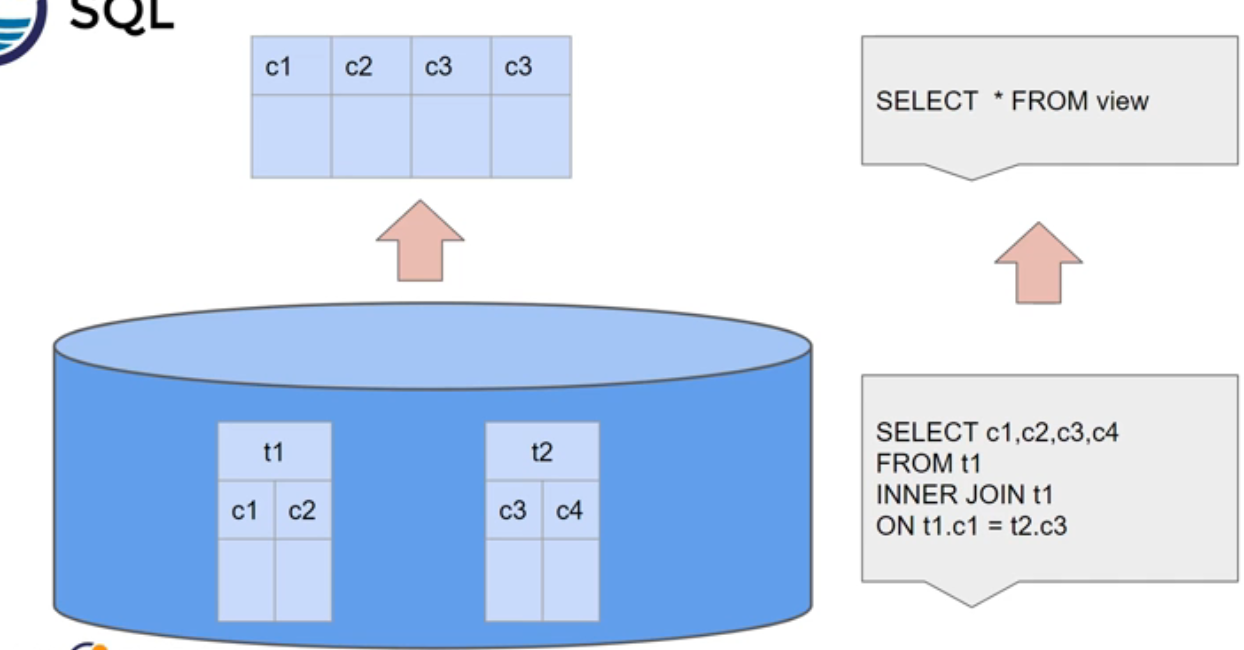 SQL
c1 c2 c3 c3
SELECT * FROM view
t1
c1 c2
t2
c3 c4
SELECT c1,c2,c3,c4
FROM t1
INNER JOIN t1
ON t1.c1 = t2.c3